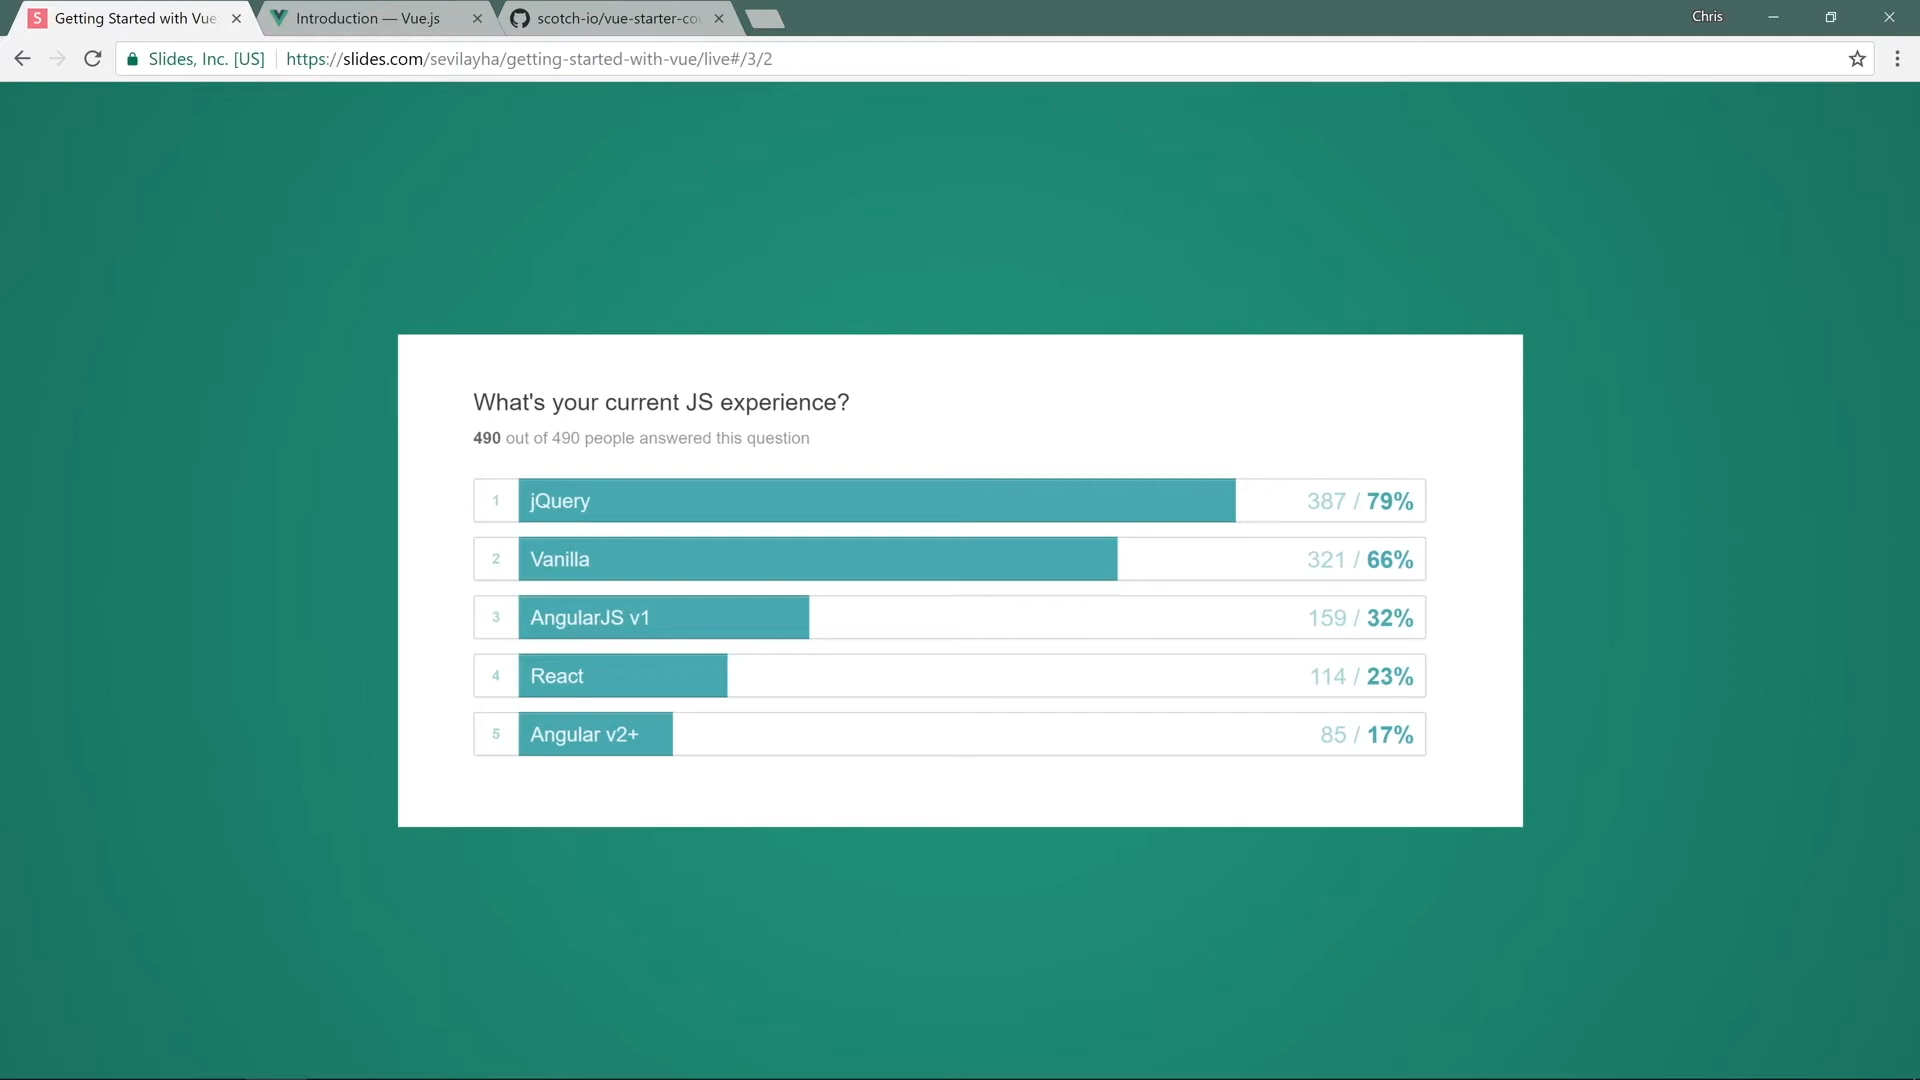 S Getting Started with Vue
Introduction — Vue.js
scotch-io/vue-starter-co
Chris
Slides, Inc. [US]
https://slides.com/sevilayha/getting-started-with-vue/live#/3/2
What's your current JS experience?
490 out of 490 people answered this question
1 jQuery 387 / 79%
2 Vanilla 321 / 66%
3 AngularJS v1 159 / 32%
4 React 114 / 23%
5 Angular v2+ 85 / 17%